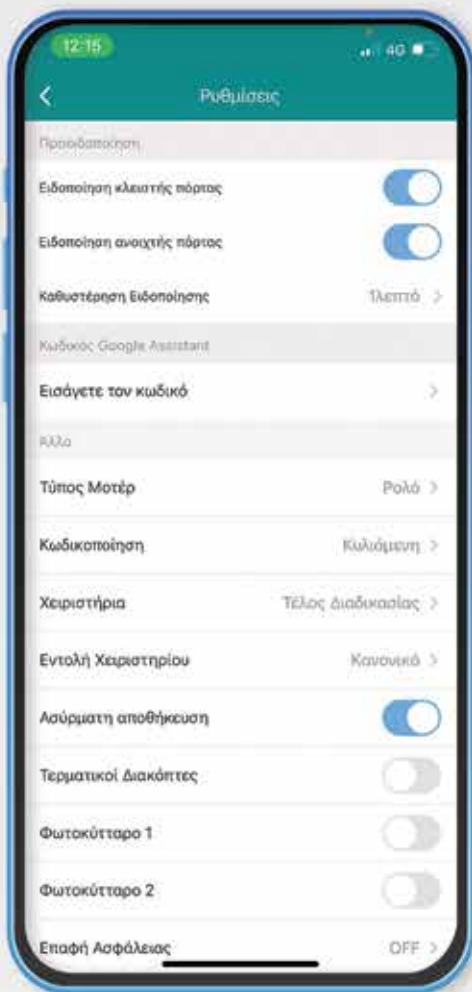 12:15
4G
Ρυθμίσεις
Προειδοποίηση
Ειδοποίηση κλειστής πόρτας
Ειδοποίηση ανοιχτής πόρτας
Καθυστέρηση Ειδοποίησης 1λεπτό
Κωδικός Google Assistant
Εισάγετε τον κωδικό
Άλλα
Τύπος Μοτέρ Ρολό
Κωδικοποίηση Κυλιόμενη
Χειριστήρια Τέλος Διαδικασίας
Εντολή Χειριστηρίου Κανονικό
Ασύρματη αποθήκευση
Τερματικοί Διακόπτες
Φωτοκύτταρο 1
Φωτοκύτταρο 2
Επαφή Ασφάλειας OFF